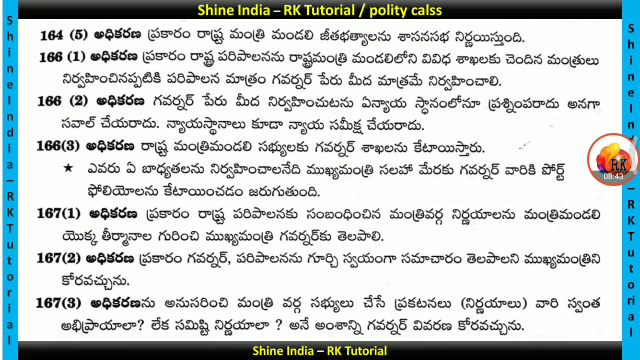 Shine India – RK Tutorial / polity calss
164 (5) అధికరణ ప్రకారం రాష్ట్ర మంత్రి మండలి జీతభత్యాలను శాసనసభ నిర్ణయిస్తుంది.
166 (1) అధికరణ ప్రకారం రాష్ట్ర పరిపాలనను రాష్ట్రమంత్రి మండలిలోని వివిధ శాఖలకు చెందిన మంత్రులు
నిర్వహించినప్పటికి పరిపాలన మాత్రం గవర్నర్ పేరు మీద మాత్రమే నిర్వహించాలి.
166 (2) అధికరణ గవర్నర్ పేరు మీద నిర్వహించుటను ఏన్యాయ స్థానంలోనూ ప్రశ్నింపరాదు అనగా
సవాల్ చేయరాదు. న్యాయస్థానాలు కూడా న్యాయ సమీక్ష చేయరాదు.
166(3) అధికరణ రాష్ట్ర మంత్రిమండలి సభ్యులకు గవర్నర్ శాఖలను కేటాయిస్తారు.
★ ఎవరు ఏ బాధ్యతలను నిర్వహించాలనేది ముఖ్యమంత్రి సలహా మేరకు గవర్నర్ వారికి పోర్ట్
ఫోలియోలను కేటాయించడం జరుగుతుంది.
167(1) అధికరణ ప్రకారం రాష్ట్ర పరిపాలనకు సంబంధించిన మంత్రివర్గ నిర్ణయాలను మంత్రిమండలి
యొక్క తీర్మానాల గురించి ముఖ్యమంత్రి గవర్నర్‌కు తెలపాలి.
167(2) అధికరణ ప్రకారం గవర్నర్, పరిపాలనను గూర్చి స్వయంగా సమాచారం తెలపాలని ముఖ్యమంత్రిని
కోరవచ్చును.
167(3) అధికరణను అనుసరించి మంత్రి వర్గ సభ్యులు చేసే ప్రకటనలు (నిర్ణయాలు) వారి స్వంత
అభిప్రాయాలా? లేక సమిష్టి నిర్ణయాలా ? అనే అంశాన్ని గవర్నర్ వివరణ కోరవచ్చును.
Shine India – RK Tutorial
Shine India – RK Tutorial
Shine India – RK Tutorial
RK
08:43